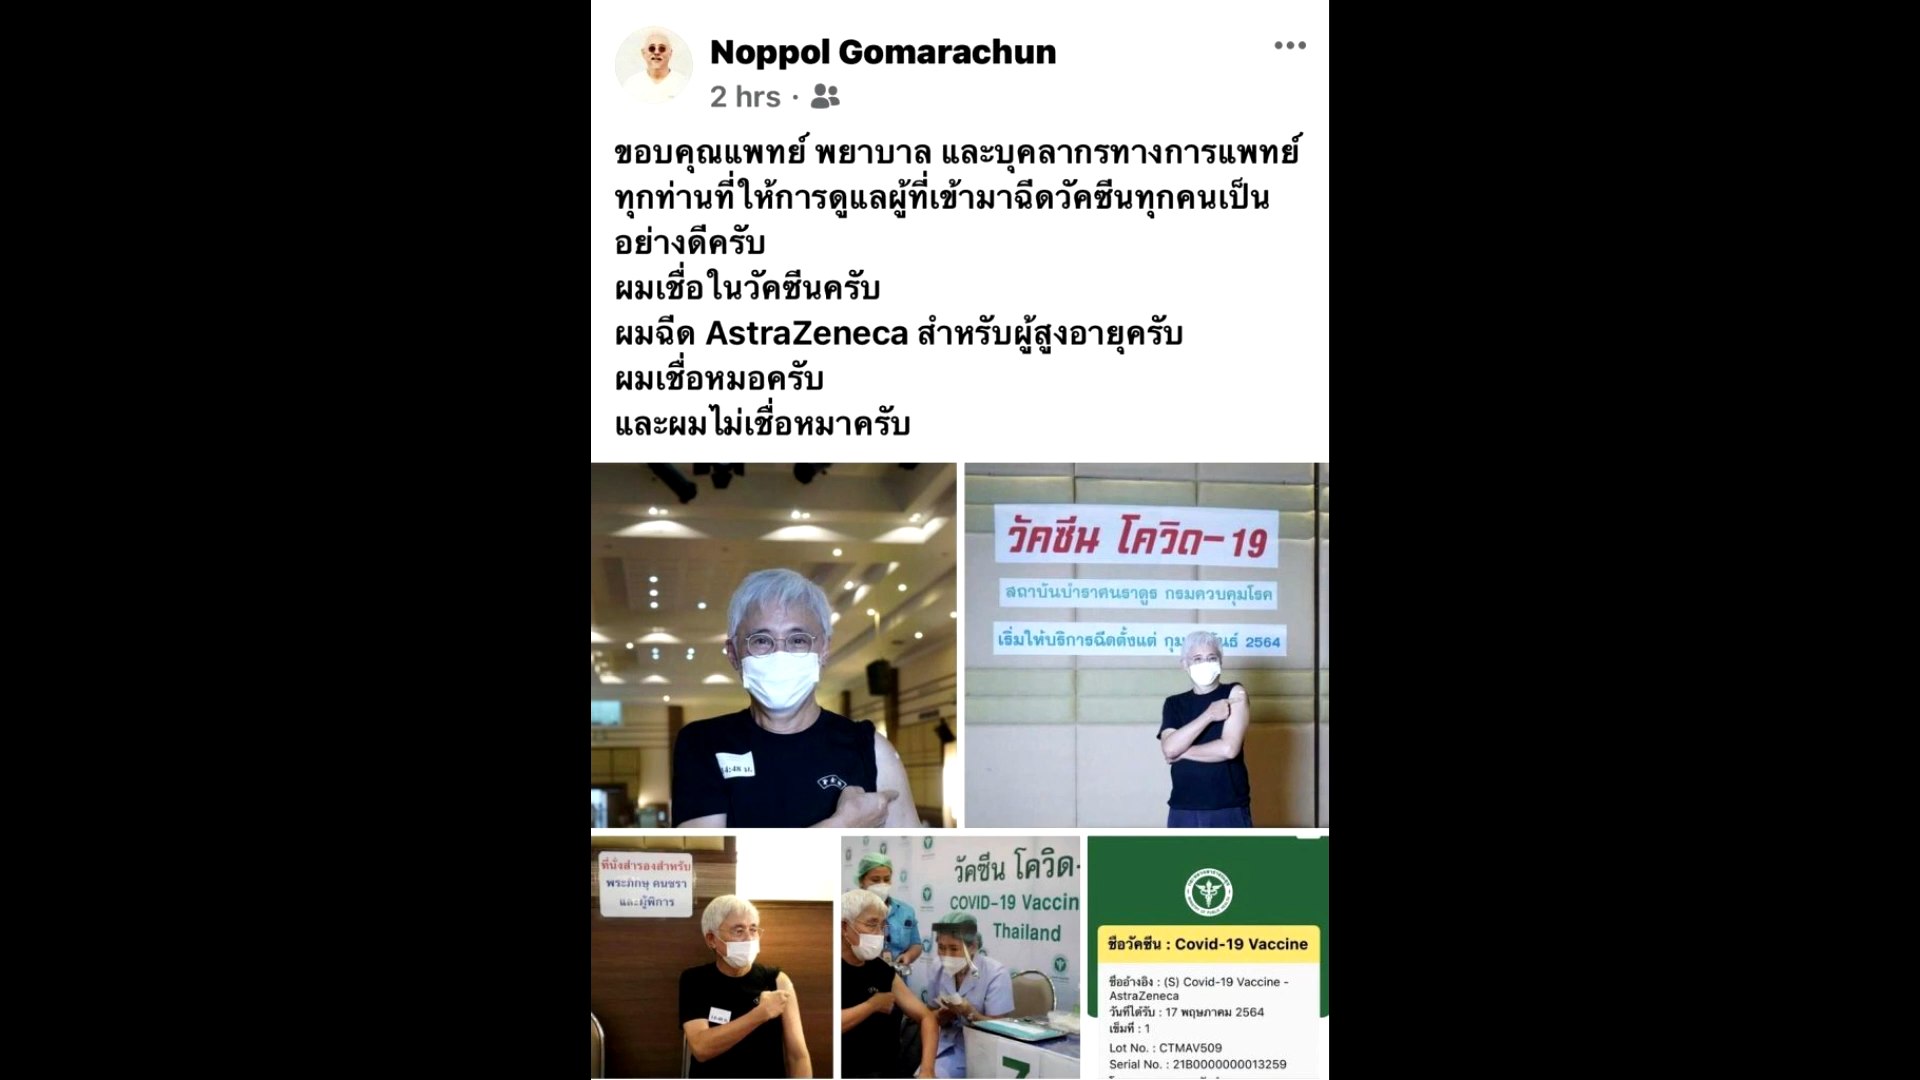 Noppol Gomarachun
2 hrs ·
ขอบคุณแพทย์ พยาบาล และบุคลากรทางการแพทย์
ทุกท่านที่ให้การดูแลผู้ที่เข้ามาฉีดวัคซีนทุกคนเป็น
อย่างดีครับ
ผมเชื่อในวัคซีนครับ
ผมฉีด AstraZeneca สำหรับผู้สูงอายุครับ
ผมเชื่อหมอครับ
และผมไม่เชื่อหมาครับ
วัคซีน โควิด-19
สถาบันบำราศนราดูร กรมควบคุมโรค
เริ่มให้บริการฉีดตั้งแต่ 2564
ที่นั่งสำรองสำหรับ
พระภิกษุ คนชรา
และผู้พิการ
วัคซีน โควิด-
COVID-19 Vaccin
Thailand
7
ชื่อวัคซีน : Covid-19 Vaccine
ชื่ออ้างอิง : (S) Covid-19 Vaccine -
AstraZeneca
วันที่ได้รับ : 17 พฤษภาคม 2564
เข็มที่ : 1
Lot No. : CTMAV509
Serial No. : 21B0000000013259